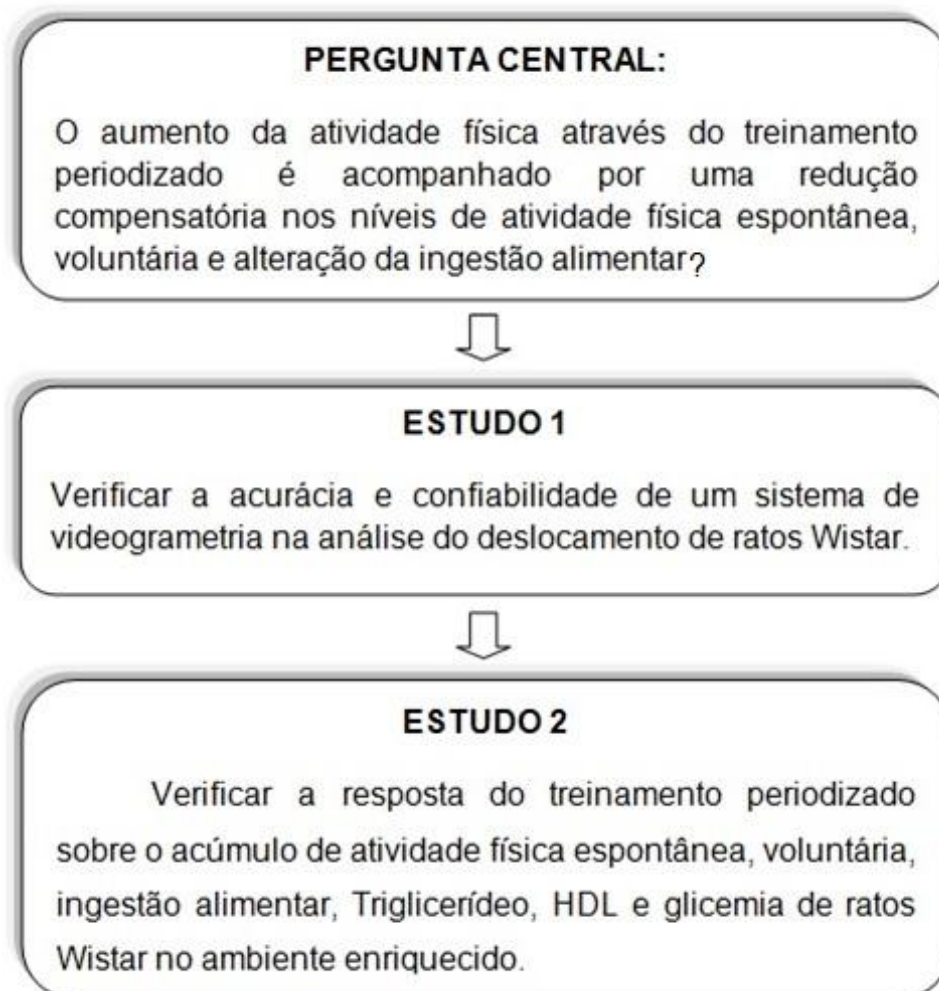 PERGUNTA CENTRAL:
O aumento da atividade física através do treinamento
periodizado é acompanhado por uma redução
compensatória nos níveis de atividade física espontânea,
voluntária e alteração da ingestão alimentar?
ESTUDO 1
Verificar a acurácia e confiabilidade de um sistema de
videogrametria na análise do deslocamento de ratos Wistar.
ESTUDO 2
Verificar a resposta do treinamento periodizado
sobre o acúmulo de atividade física espontânea, voluntária,
ingestão alimentar, Triglicerídeo, HDL e glicemia de ratos
Wistar no ambiente enriquecido.